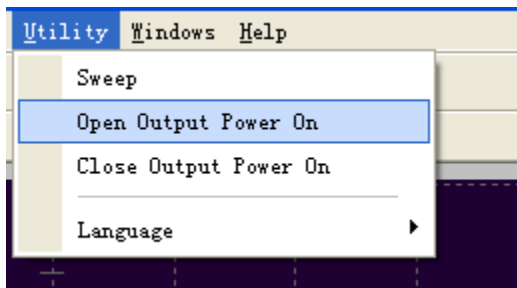 Utility Windows Help
Sweep
Open Output Power On
Close Output Power On
Language